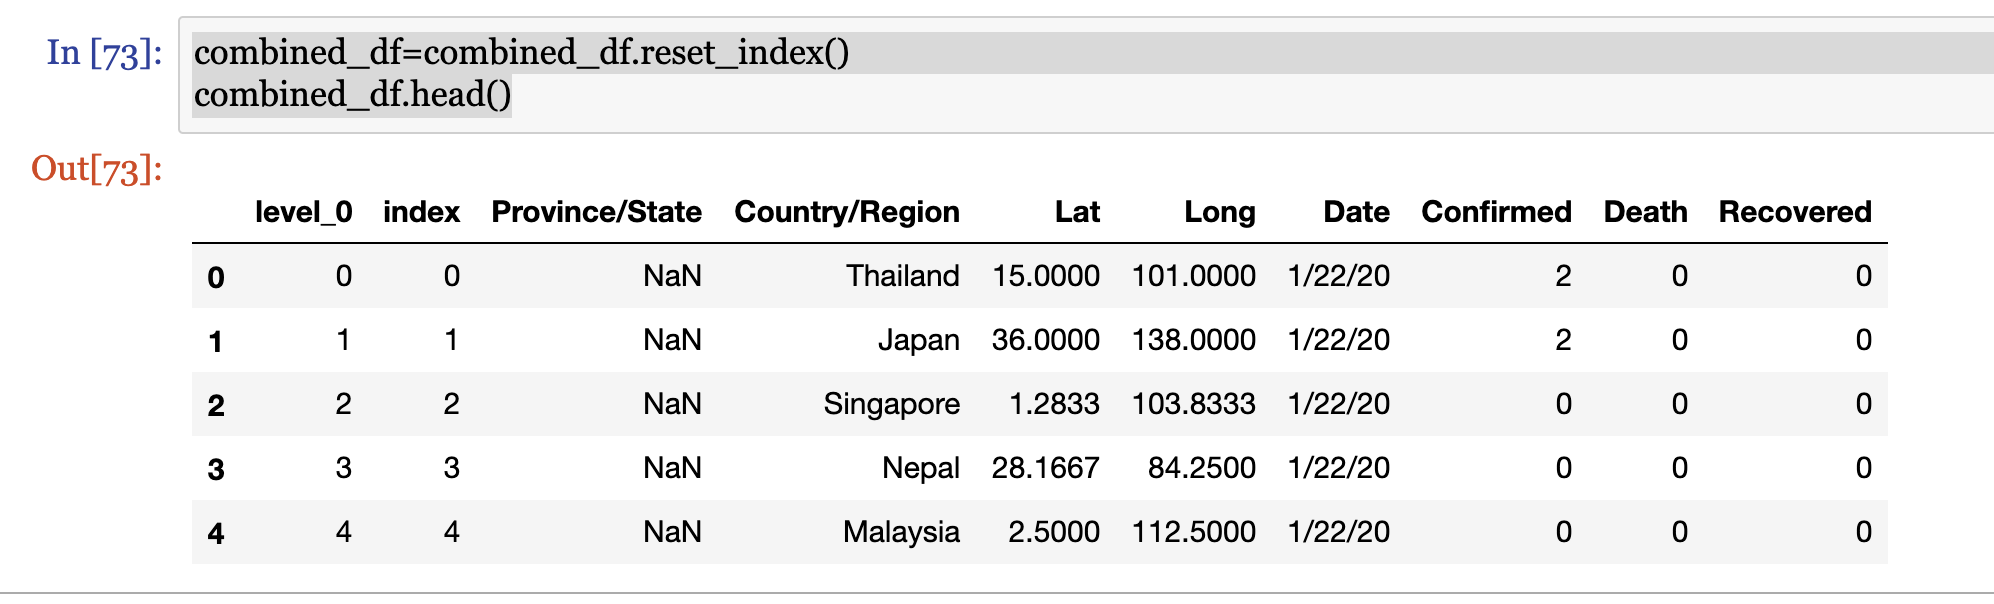 In [73]: combined_df=combined_df.reset_index()
combined_df.head()
Out[73]:
level_0 index Province/State Country/Region Lat Long Date Confirmed Death Recovered
0 0 0 NaN Thailand 15.0000 101.0000 1/22/20 2 0 0
1 1 1 NaN Japan 36.0000 138.0000 1/22/20 2 0 0
2 2 2 NaN Singapore 1.2833 103.8333 1/22/20 0 0 0
3 3 3 NaN Nepal 28.1667 84.2500 1/22/20 0 0 0
4 4 4 NaN Malaysia 2.5000 112.5000 1/22/20 0 0 0